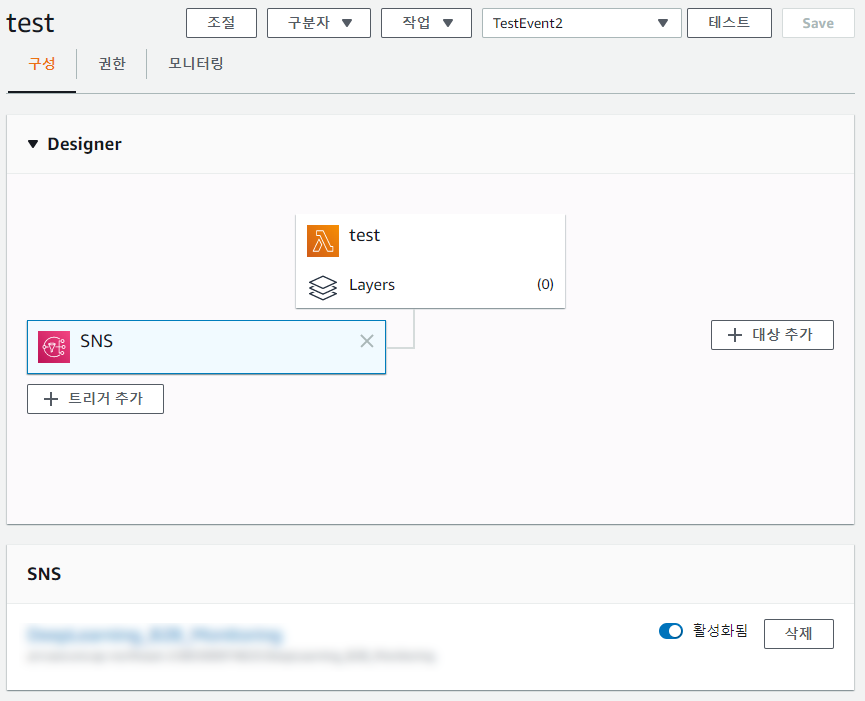 test
조절
구분자
작업
TestEvent2
테스트
Save
구성
권한
모니터링
Designer
test
Layers (0)
SNS
대상 추가
트리거 추가
SNS
활성화됨
삭제